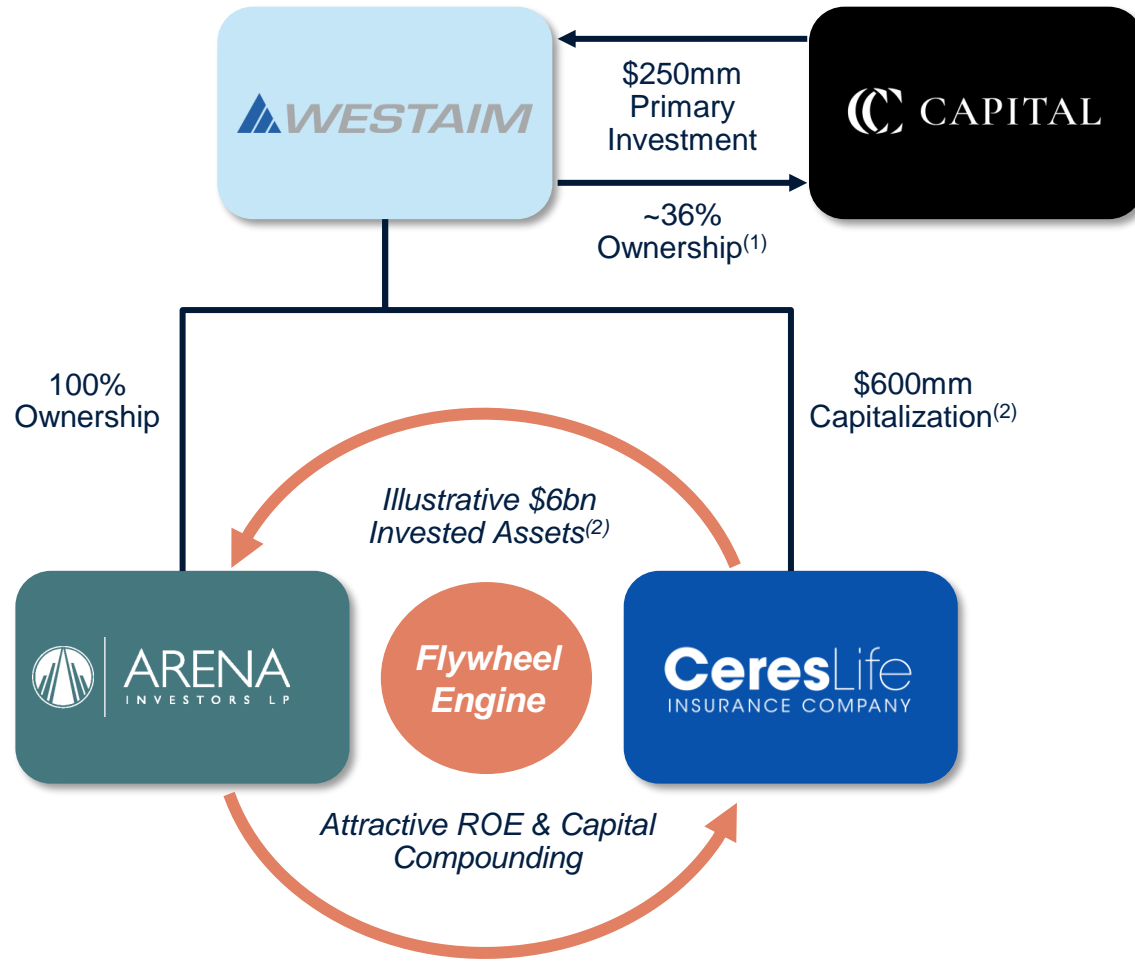 WESTAIM
$250mm
Primary
Investment
CC CAPITAL
~36%
Ownership(1)
100%
Ownership
$600mm
Capitalization(2)
Illustrative $6bn
Invested Assets(2)
ARENA
INVESTORS LP
Flywheel
Engine
CeresLife
INSURANCE COMPANY
Attractive ROE & Capital
Compounding